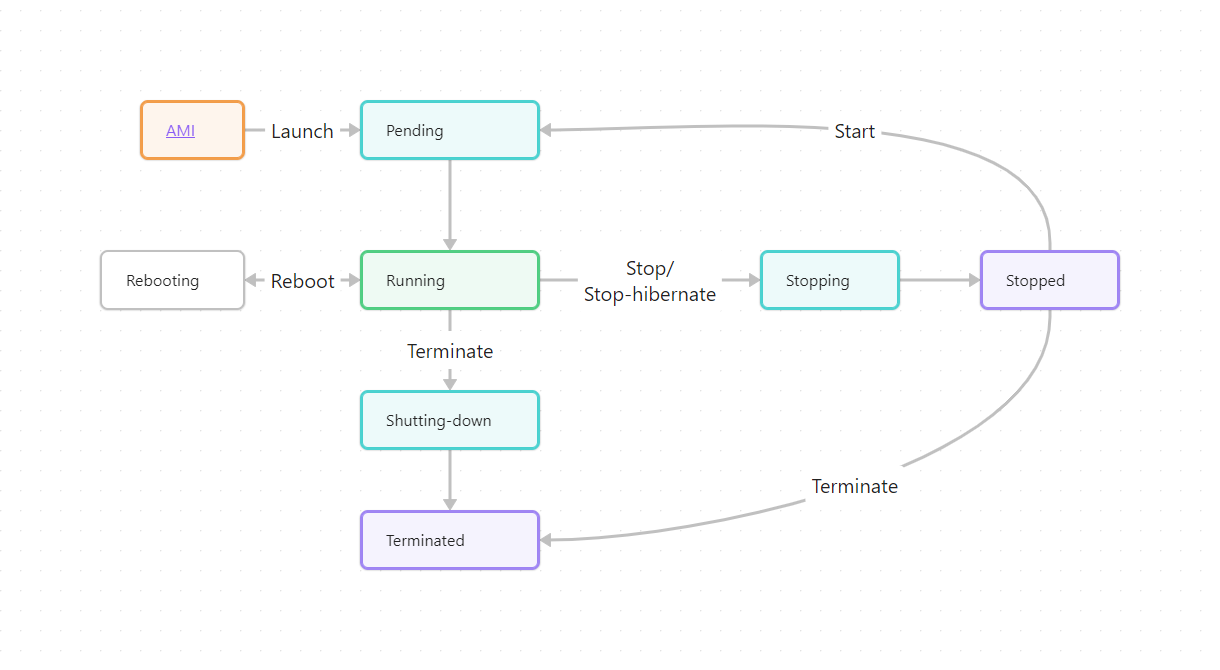 AMI
Launch
Pending
Start
Rebooting
Reboot
Running
Stop/
Stop-hibernate
Stopping
Stopped
Terminate
Shutting-down
Terminate
Terminated